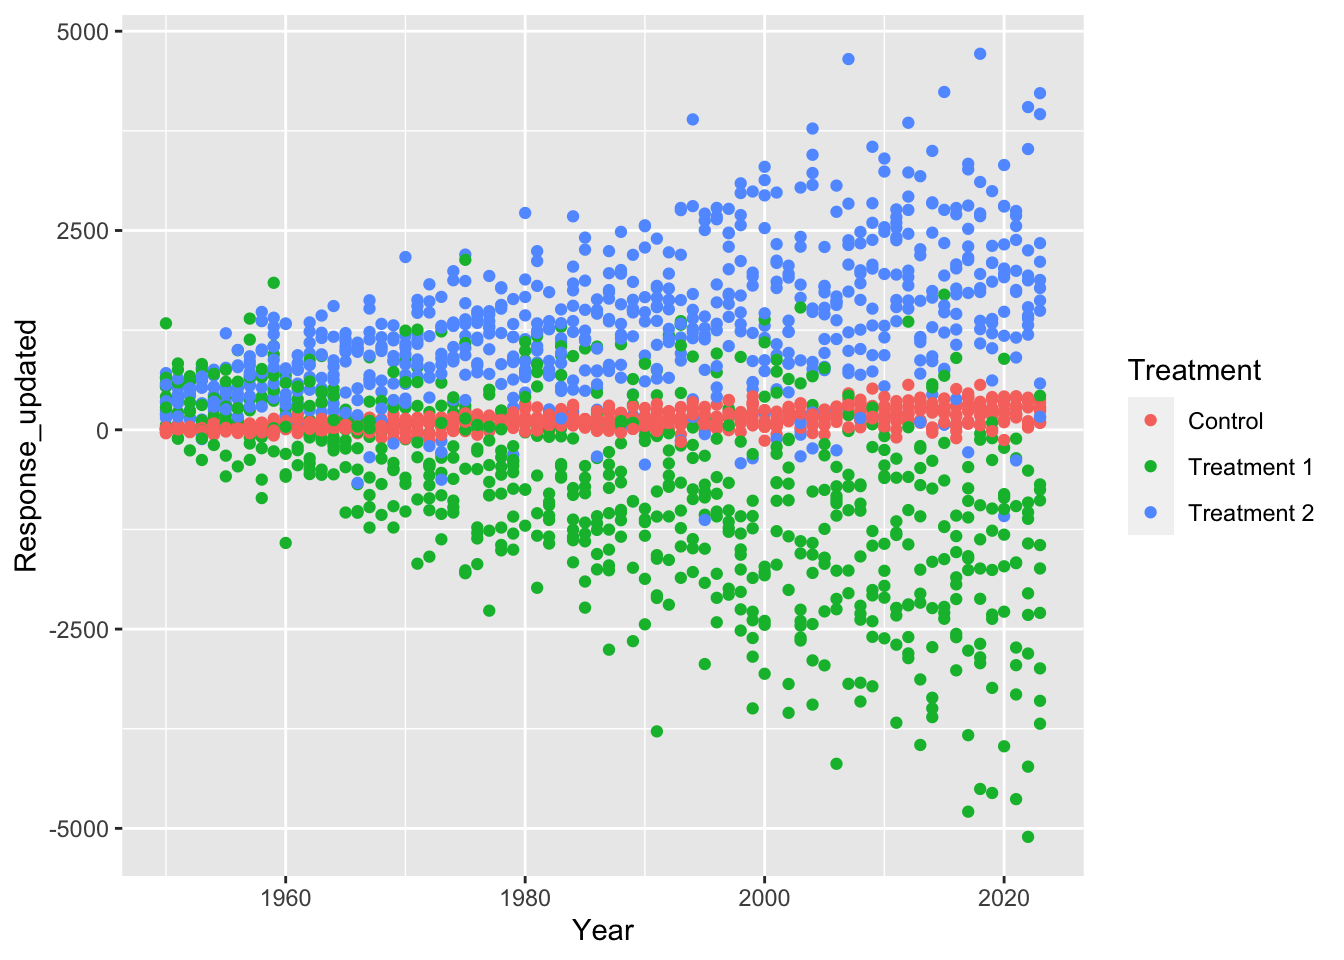 5000
2500
0
-2500
-5000
Response_updated
1960 1980 2000 2020
Year
Treatment
Control
Treatment 1
Treatment 2